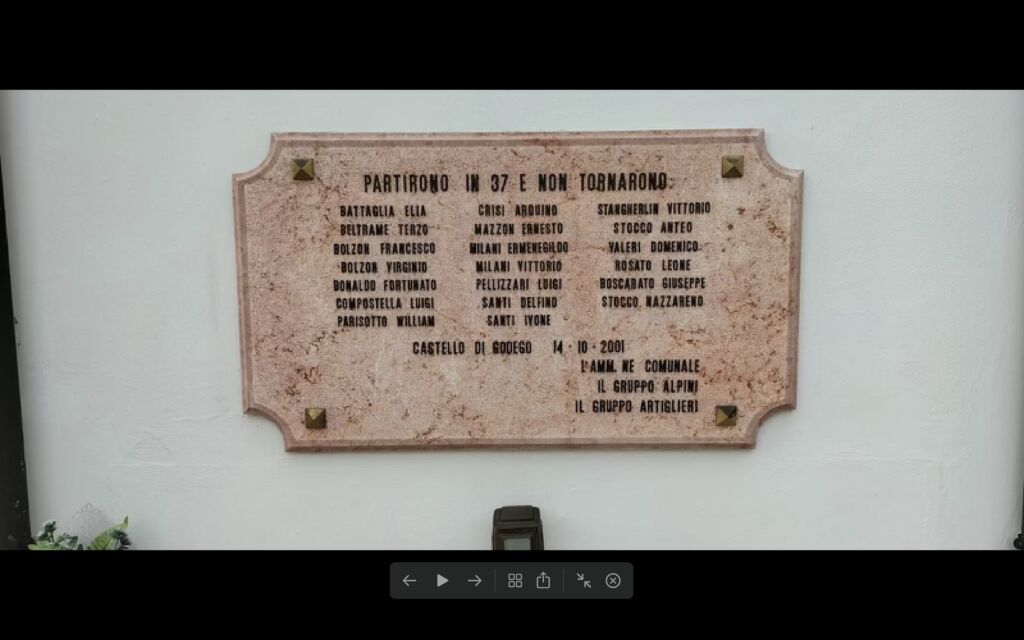 PARTIRONO IN 37 E NON TORNARONO:
BATTAGLIA ELIA
BELTRAME TERZO
BOLZON FRANCESCO
BOLZON VIRGINIO
BONALDO FORTUNATO
COMPOSTELLA LUIGI
PARISOTTO WILLIAM
CRISI ARDUINO
MAZZON ERNESTO
MILANI ERMENEGILDO
MILANI VITTORIO
PELLIZZARI LUIGI
SANTI DELFINO
SANTI IVONE
STANGHERLIN VITTORIO
STOCCO ANTEO
VALERI DOMENICO
ROSATO LEONE
BOSCARATO GIUSEPPE
STOCCO NAZZARENO
CASTELLO DI GODEGO 14-10-2001
L'AMM.NE COMUNALE
IL GRUPPO ALPINI
IL GRUPPO ARTIGLIERI